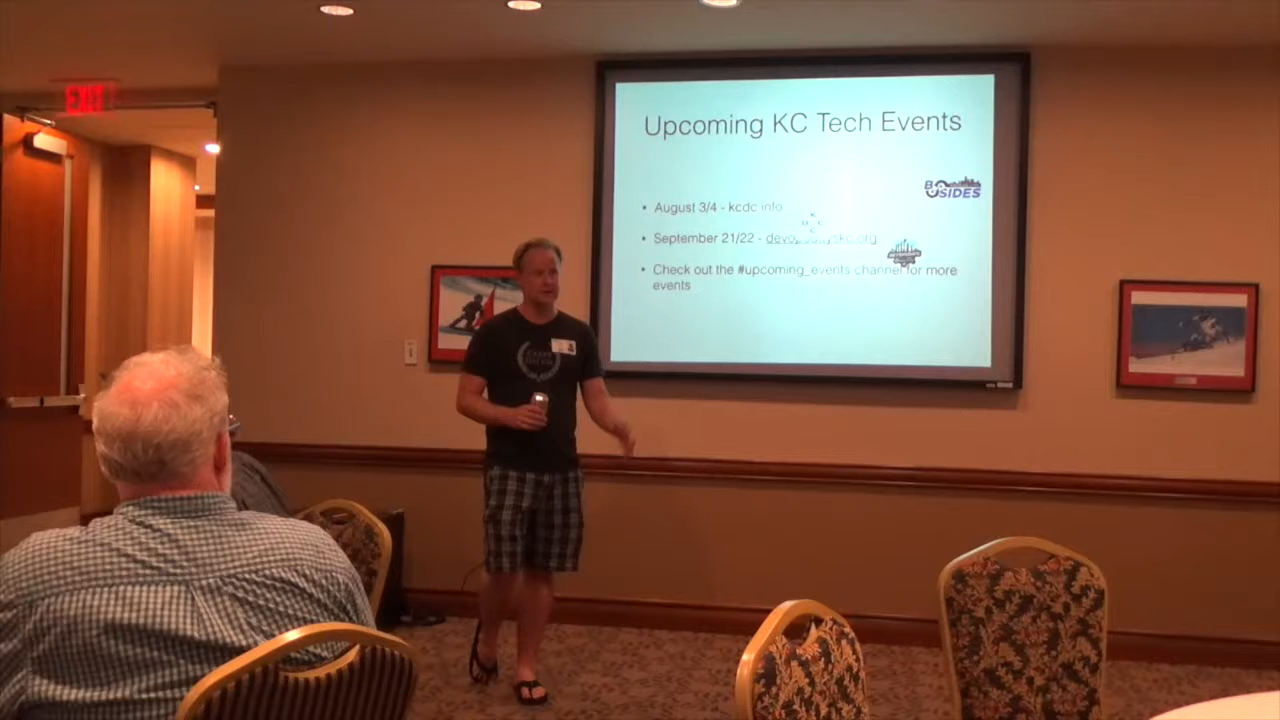 EXIT
Upcoming KC Tech Events
BSIDES
• August 3/4 - kcdc info
• September 21/22 -
• Check out the #upcoming_events channel for more
events